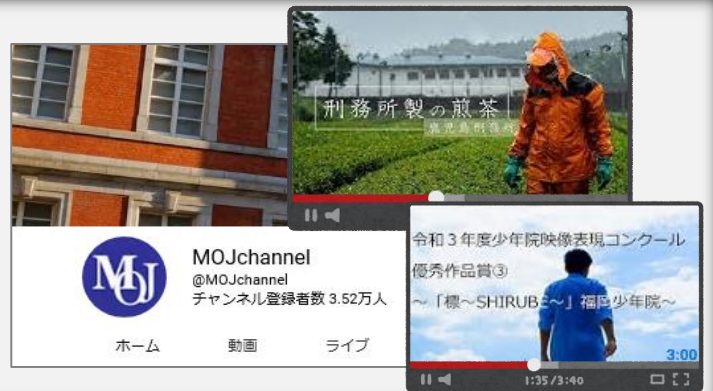 刑務所製の煎茶
鹿児島刑務所
MOJ
MOJchannel
@MOJchannel
チャンネル登録者数 3.52万人
ホーム 動画 ライブ
令和３年度少年院映像表現コンクール
優秀作品賞③
～「標～SHIRUBE～」福岡少年院～
3:00
1:35/3:40